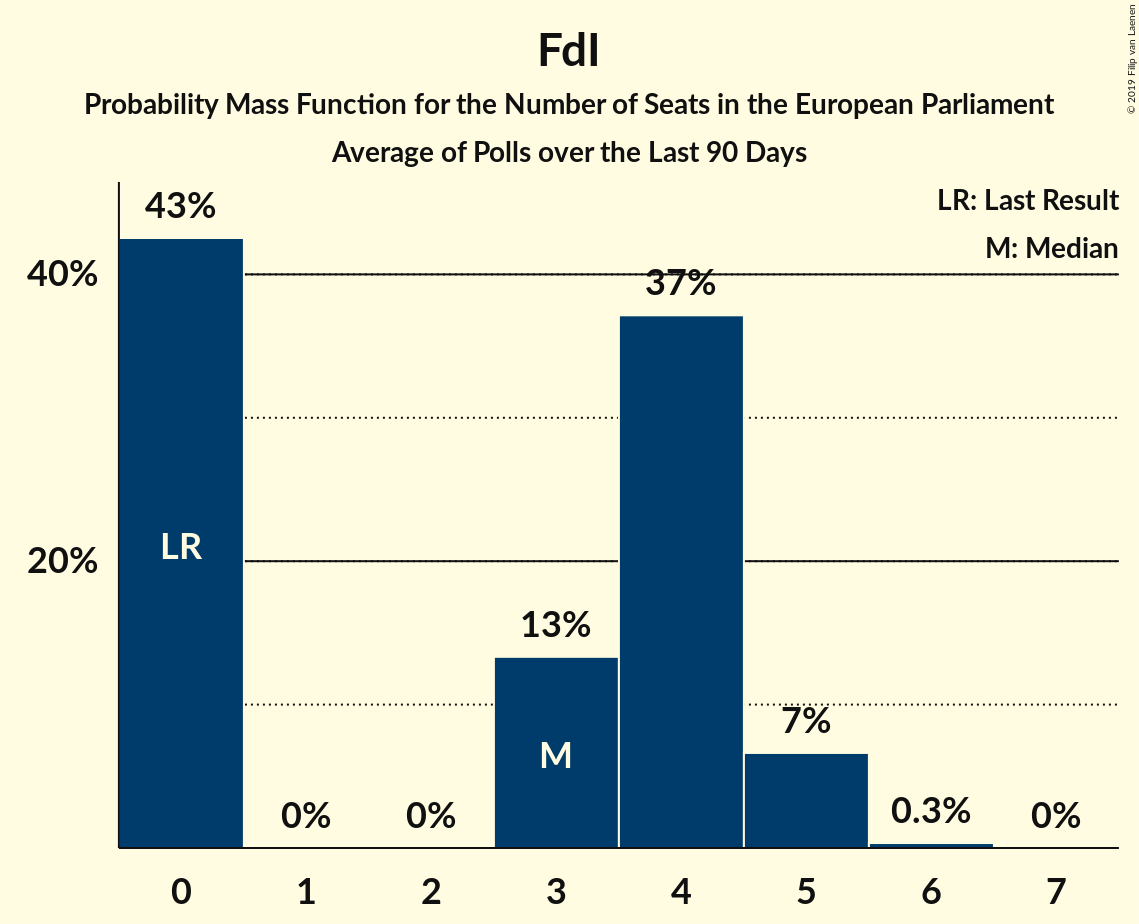 FdI
Probability Mass Function for the Number of Seats in the European Parliament
Average of Polls over the Last 90 Days
© 2019 Filip van Laenen
LR: Last Result
M: Median
43%
40%
37%
LR
20%
13%
M
7%
0%
0%
0.3%
0%
0 1 2 3 4 5 6 7